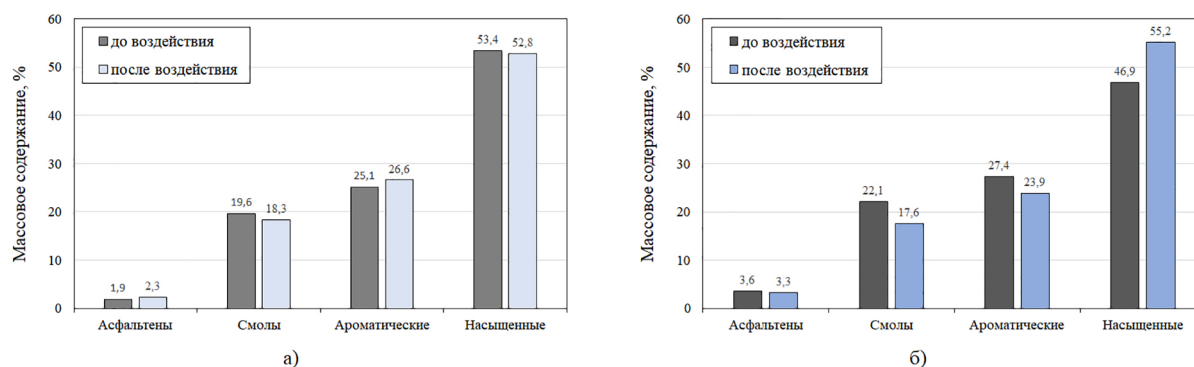 Массовое содержание, %
60
50
40
30
20
10
0
до воздействия
после воздействия
1,9
2,3
19,6
18,3
25,1
26,6
53,4
52,8
Асфальтены
Смолы
Ароматические
Насыщенные
а)
Массовое содержание, %
60
50
40
30
20
10
0
до воздействия
после воздействия
3,6
3,3
22,1
17,6
27,4
23,9
46,9
55,2
Асфальтены
Смолы
Ароматические
Насыщенные
б)